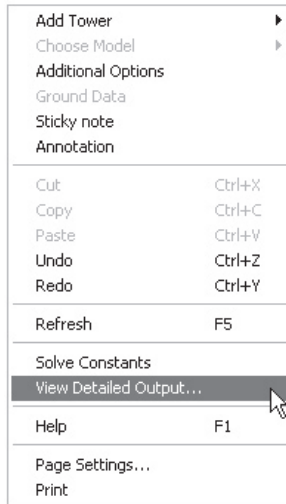 Add Tower
Choose Model
Additional Options
Ground Data
Sticky note
Annotation
Cut Ctrl+X
Copy Ctrl+C
Paste Ctrl+V
Undo Ctrl+Z
Redo Ctrl+Y
Refresh F5
Solve Constants
View Detailed Output...
Help F1
Page Settings...
Print